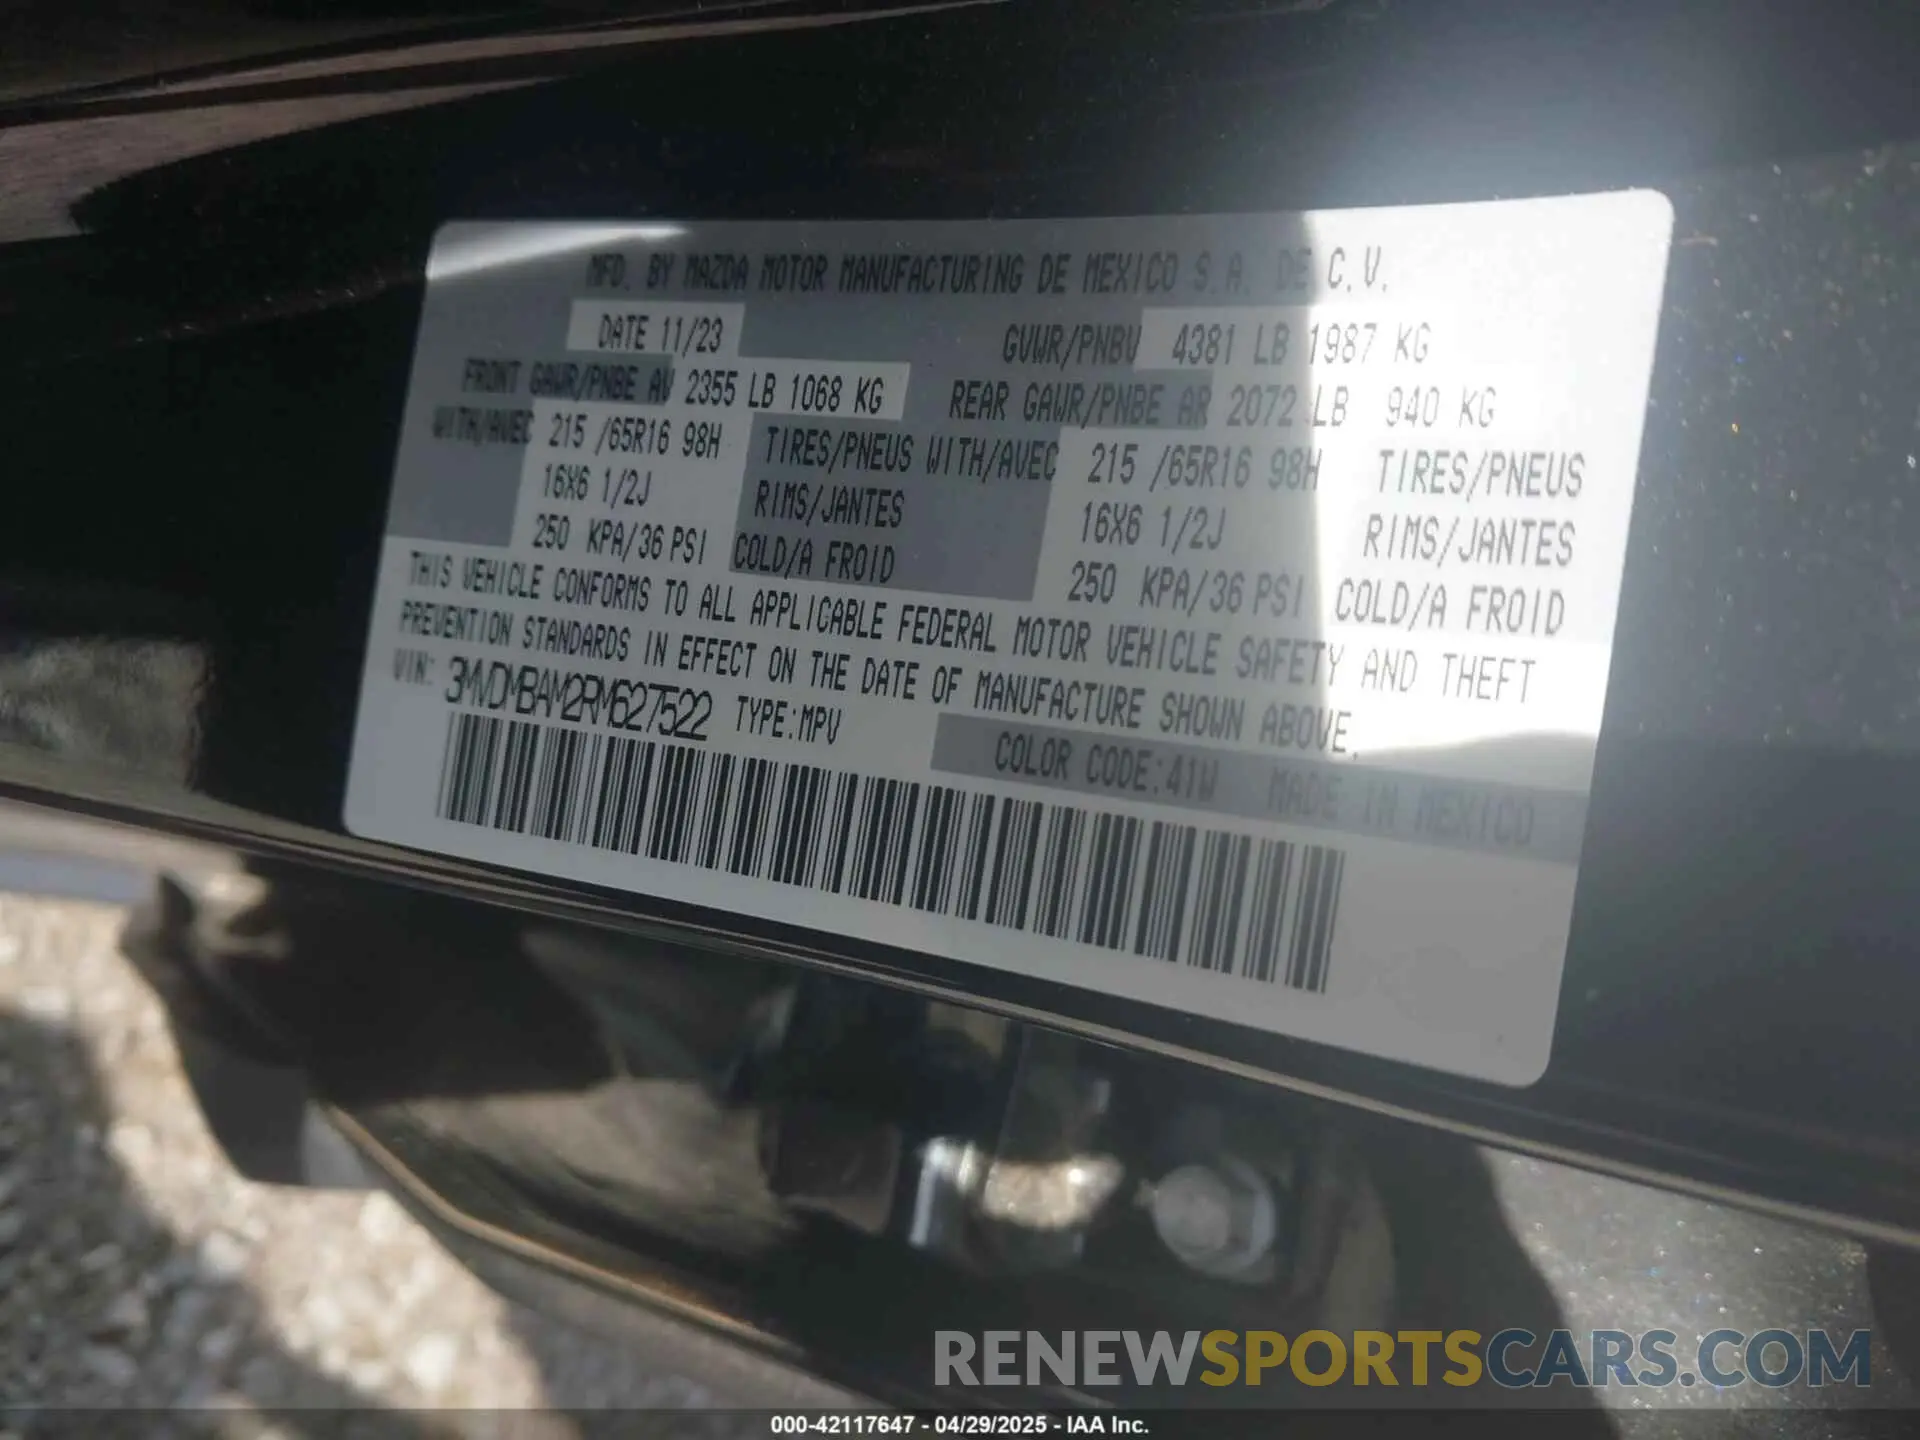 MFD. BY MAZDA MOTOR MANUFACTURING DE MEXICO S.A. DE C.V.
DATE 11/23 GVWR/PNBV 4381 LB 1987 KG
FRONT GAWR/PNBE AV 2355 LB 1068 KG REAR GAWR/PNBE AR 2072 LB 940 KG
WITH/AVEC 215 /65R16 98H TIRES/PNEUS WITH/AVEC 215 /65R16 98H TIRES/PNEUS
16X6 1/2J RIMS/JANTES 16X6 1/2J RIMS/JANTES
250 KPA/36 PSI COLD/A FROID 250 KPA/36 PSI COLD/A FROID
THIS VEHICLE CONFORMS TO ALL APPLICABLE FEDERAL MOTOR VEHICLE SAFETY AND THEFT
PREVENTION STANDARDS IN EFFECT ON THE DATE OF MANUFACTURE SHOWN ABOVE.
VIN: 3MVDMBAM2RM627522 TYPE:MPV
COLOR CODE:41W MADE IN MEXICO
RENEWSPORTSCARS.COM
000-42117647 - 04/29/2025 - IAA Inc.